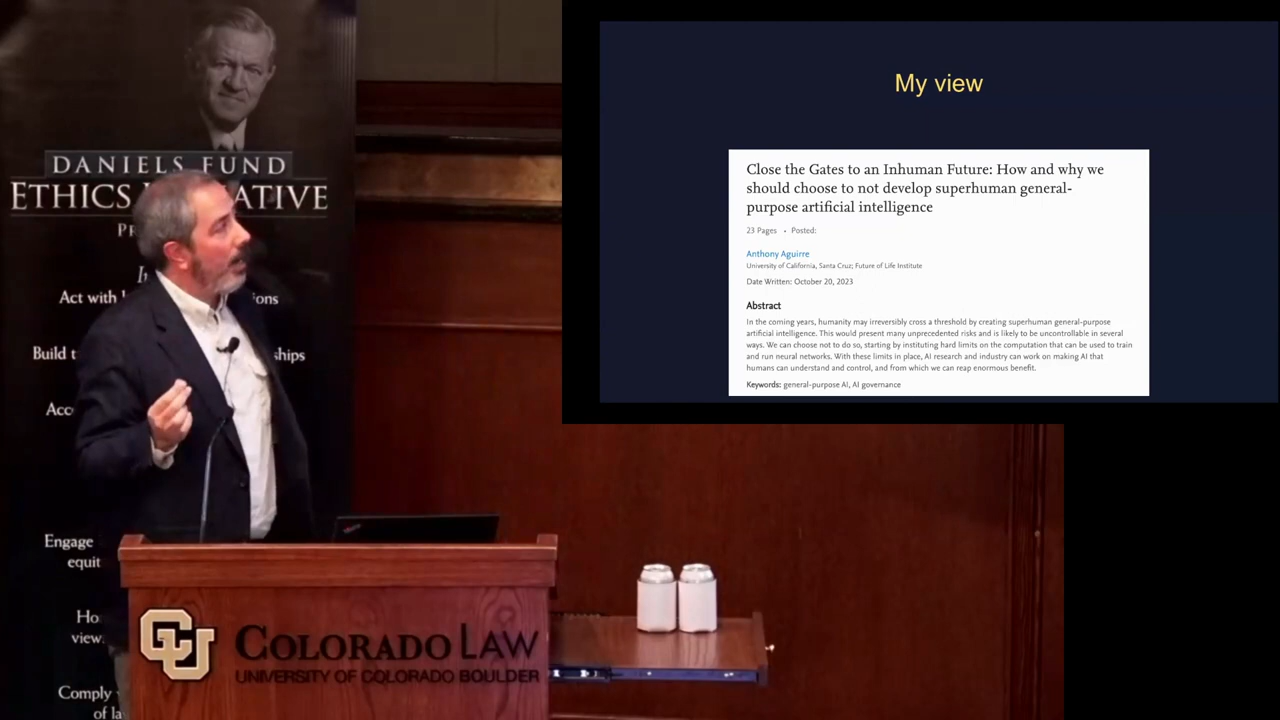 DANIELS FUND
ETHICS
ATIVE
Act with
ions
Build
ships
Engage
equit
view
Comply
of la
CU
COLORADO LAW
UNIVERSITY OF COLORADO BOULDER
My view
Close the Gates to an Inhuman Future: How and why we
should choose to not develop superhuman general-
purpose artificial intelligence
23 Pages • Posted:
Anthony Aguirre
University of California, Santa Cruz; Future of Life Institute
Date Written: October 20, 2023
Abstract
In the coming years, humanity may irreversibly cross a threshold by creating superhuman general-purpose
artificial intelligence. This would present many unprecedented risks and is likely to be uncontrollable in several
ways. We can choose not to do so, starting by instituting hard limits on the computation that can be used to train
and run neural networks. With these limits in place, AI research and industry can work on making AI that
humans can understand and control, and from which we can reap enormous benefit.
Keywords: general-purpose AI, AI governance